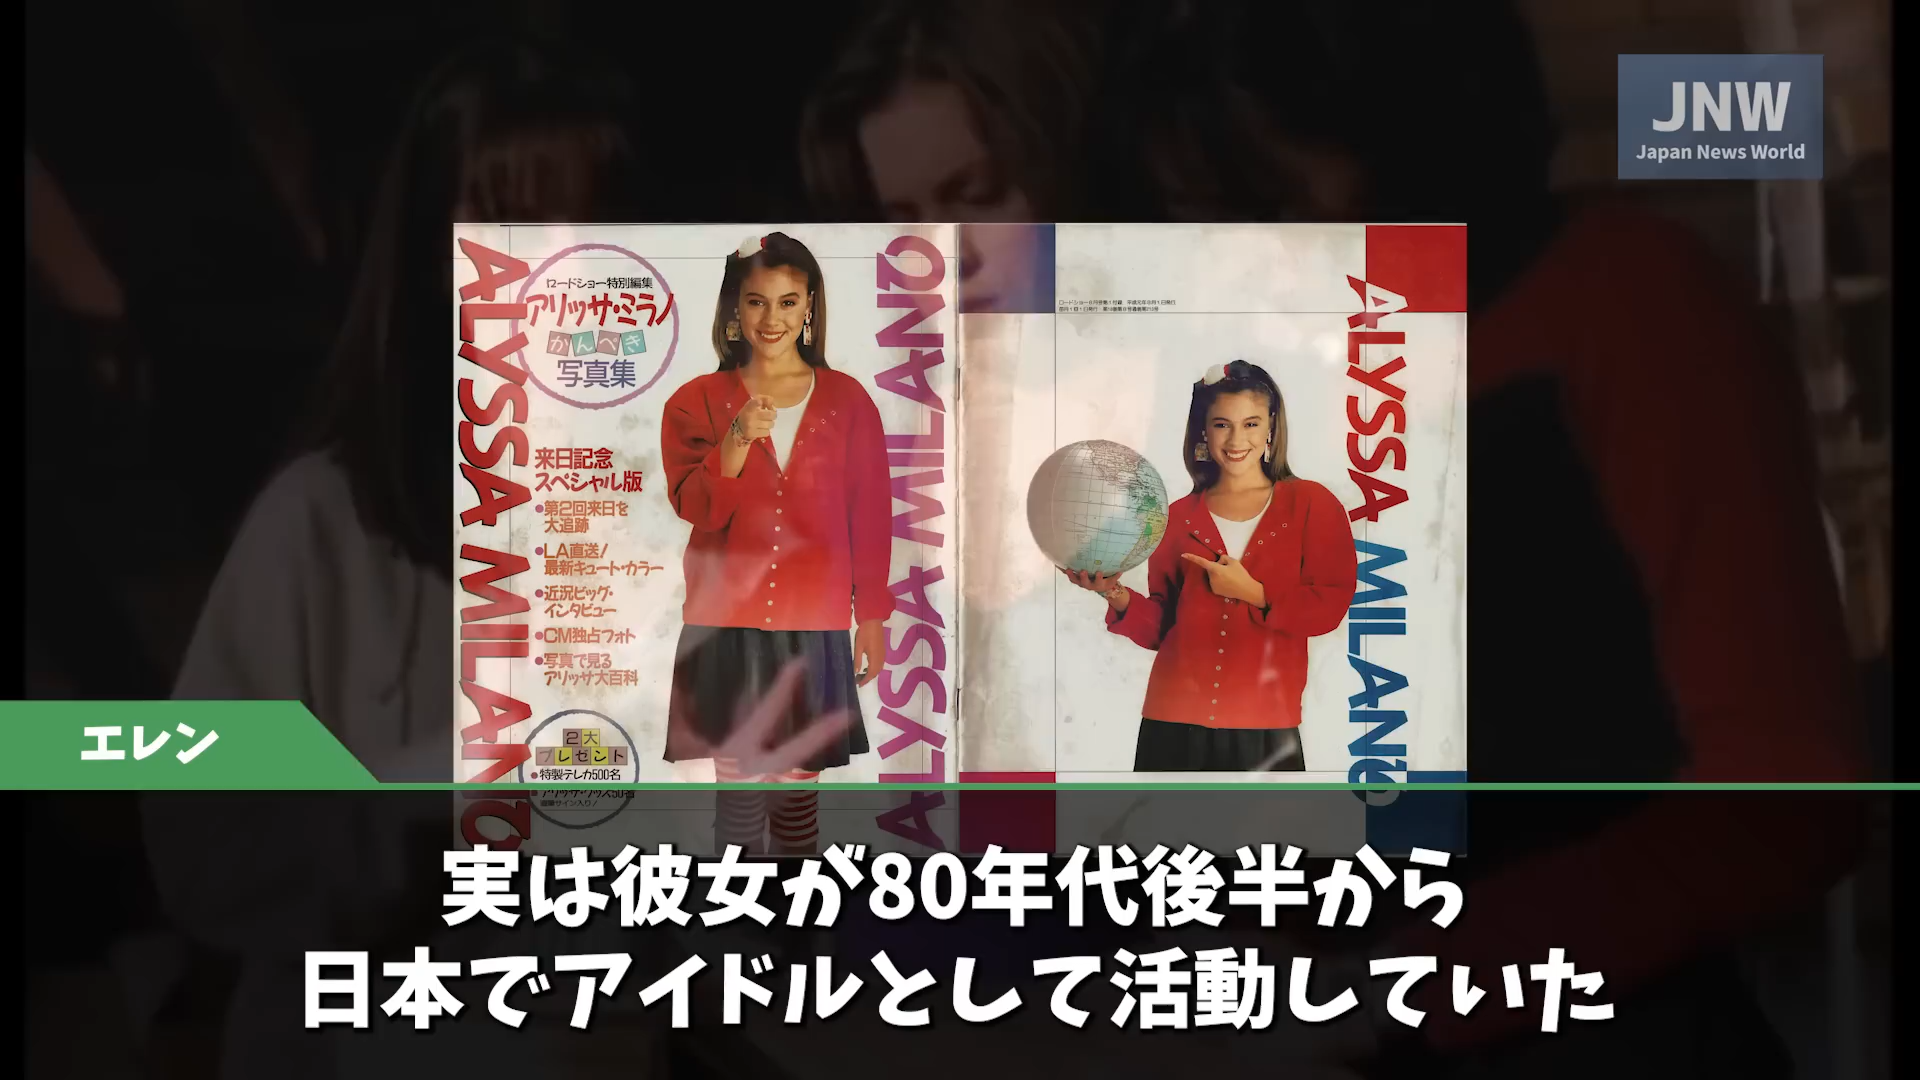 JNW
Japan News World
ALYSSA MILANO
ロードショー特別編集
アリッサ・ミラノ
かんぺき
写真集
来日記念
スペシャル版
●第2回来日を
大追跡
●LA直送!
最新キュート・カラー
●近況ビッグ・
インタビュー
●CM独占フォト
●写真で見る
アリッサ大百科
2大
プレゼント
●特製テレカ500名
ALYSSA MILANO
ALYSSA MILANO
エレン
実は彼女が80年代後半から
日本でアイドルとして活動していた